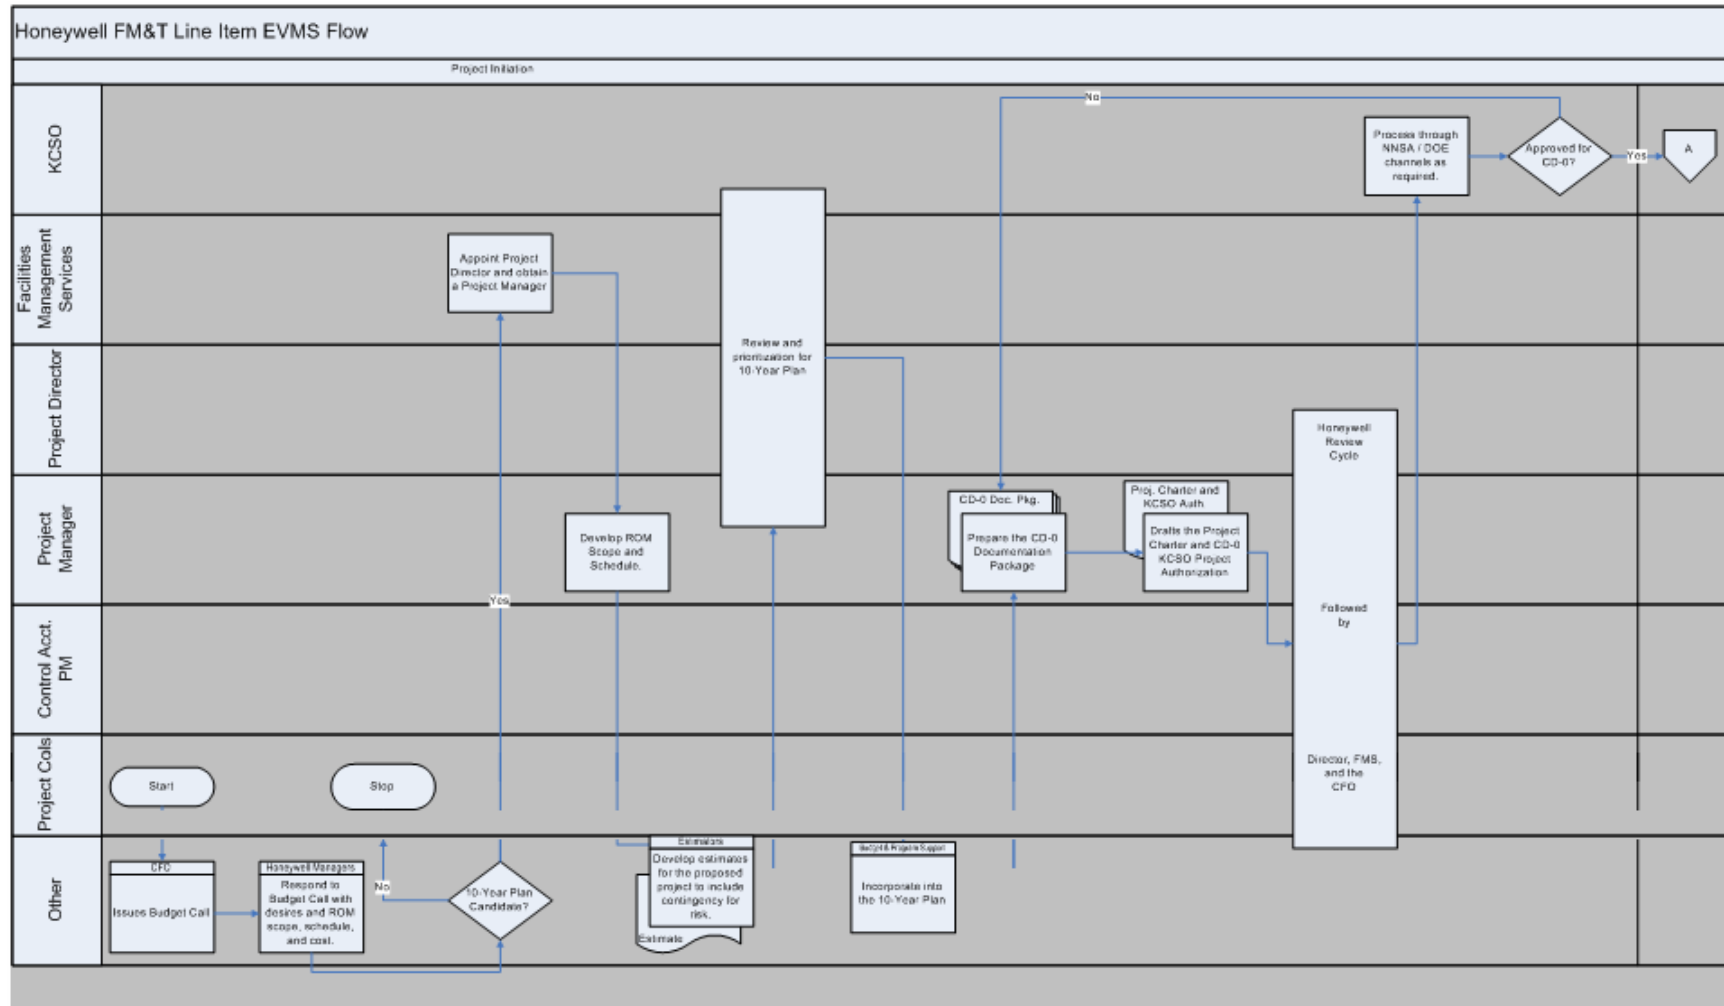 Honeywell FM&T Line Item EVMS Flow
Project Initiation
KCSO
No
Process through
NNSA / DOE
channels as
required.
Approved for
CD-0?
Yes
A
Facilities
Management
Services
Appoint Project
Director and obtain
a Project Manager
Project Director
Review and
prioritization for
10-Year Plan
Honeywell
Review
Cycle
Project
Manager
Develop ROM
Scope and
Schedule.
CD-0 Doc. Pkg.
Prepare the CD-0
Documentation
Package
Proj. Charter and
KCSO Auth.
Drafts the Project
Charter and CD-0
KCSO Project
Authorization
Yes
Control Acct.
PM
Followed
by
Project Cols
Start
Stop
Director, FMS,
and the
CFO
Other
CFO
Issues Budget Call
Honeywell Managers
Respond to
Budget Call with
desires and ROM
scope, schedule,
and cost.
No
10-Year Plan
Candidate?
Estimators
Develop estimates
for the proposed
project to include
contingency for
risk.
Estimate
Budget & Program Support
Incorporate into
the 10-Year Plan